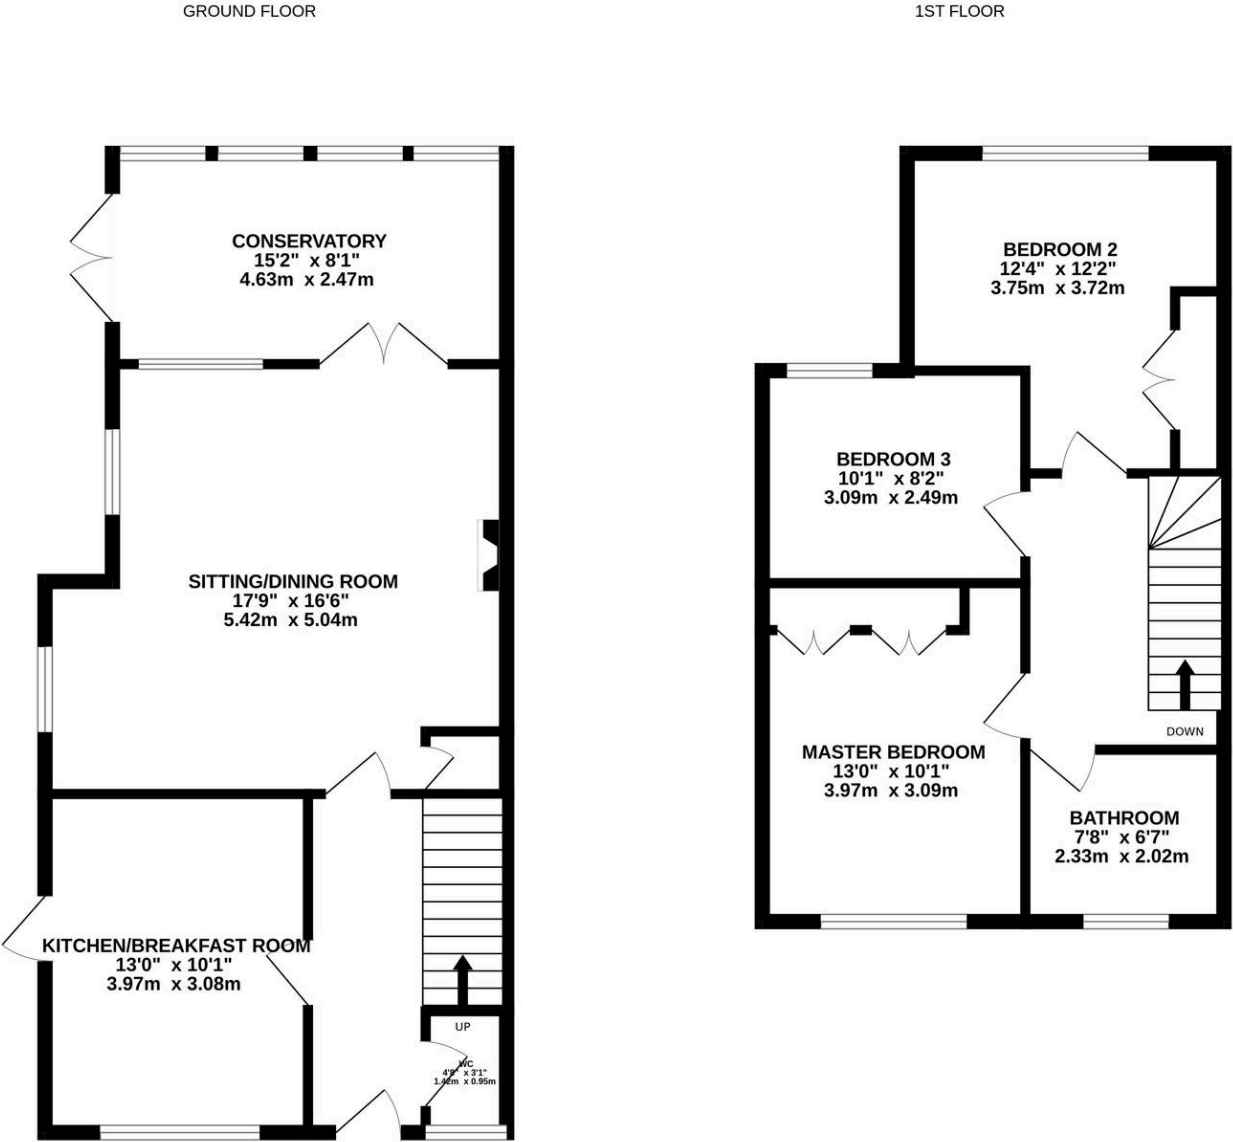 GROUND FLOOR
CONSERVATORY
15'2" x 8'1"
4.63m x 2.47m
SITTING/DINING ROOM
17'9" x 16'6"
5.42m x 5.04m
KITCHEN/BREAKFAST ROOM
13'0" x 10'1"
3.97m x 3.08m
UP
WC
4'8" x 3'1"
1.42m x 0.95m
1ST FLOOR
BEDROOM 2
12'4" x 12'2"
3.75m x 3.72m
BEDROOM 3
10'1" x 8'2"
3.09m x 2.49m
DOWN
MASTER BEDROOM
13'0" x 10'1"
3.97m x 3.09m
BATHROOM
7'8" x 6'7"
2.33m x 2.02m